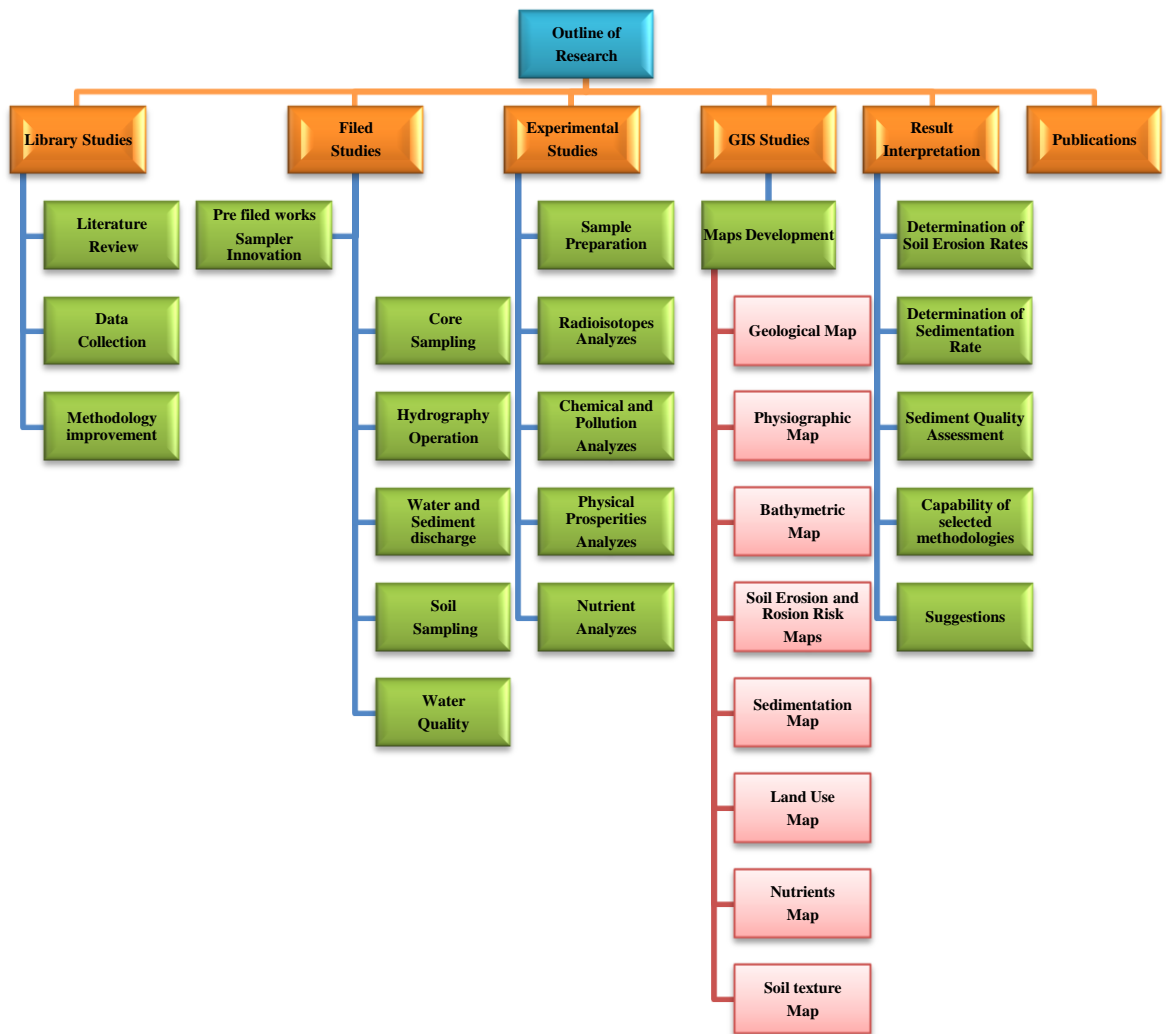 Outline of
Research
Library Studies
Filed
Studies
Experimental
Studies
GIS Studies
Result
Interpretation
Publications
Literature
Review
Data
Collection
Methodology
improvement
Pre filed works
Sampler
Innovation
Core
Sampling
Hydrography
Operation
Water and
Sediment
discharge
Soil
Sampling
Water
Quality
Sample
Preparation
Radioisotopes
Analyzes
Chemical and
Pollution
Analyzes
Physical
Prosperities
Analyzes
Nutrient
Analyzes
Maps Development
Geological Map
Physiographic
Map
Bathymetric
Map
Soil Erosion and
Rosion Risk
Maps
Sedimentation
Map
Land Use
Map
Nutrients
Map
Soil texture
Map
Determination of
Soil Erosion Rates
Determination of
Sedimentation
Rate
Sediment Quality
Assessment
Capability of
selected
methodologies
Suggestions